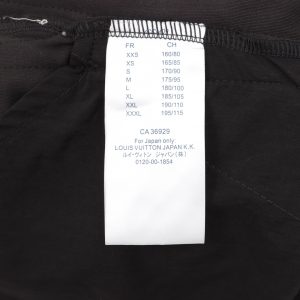 FR CH
XXS 160/80
XS 165/85
S 170/90
M 175/95
L 180/100
XL 185/105
XXL 190/110
XXXL 195/115
CA 36929
For Japan only:
LOUIS VUITTON JAPAN K.K.
ルイ・ヴィトン ジャパン(株)
0120-00-1854